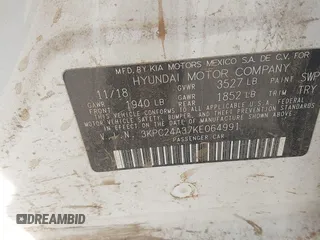 MFD. BY KIA MOTORS MEXICO S.A. DE C.V. FOR
HYUNDAI MOTOR COMPANY
11/18 GVWR 3527 LB PAINT SWP
GAWR FRONT: 1940 LB GAWR REAR: 1852 LB TRIM TRY
THIS VEHICLE CONFORMS TO ALL APPLICABLE U.S. FEDERAL
MOTOR VEHICLE SAFETY, BUMPER, AND THEFT PREVENTION
STANDARDS IN EFFECT ON THE DATE OF MANUFACTURE SHOWN ABOVE.
V.I.N. 3KPC24A37KE064991
PASSENGER CAR
© DEALERCAR BIDFAX